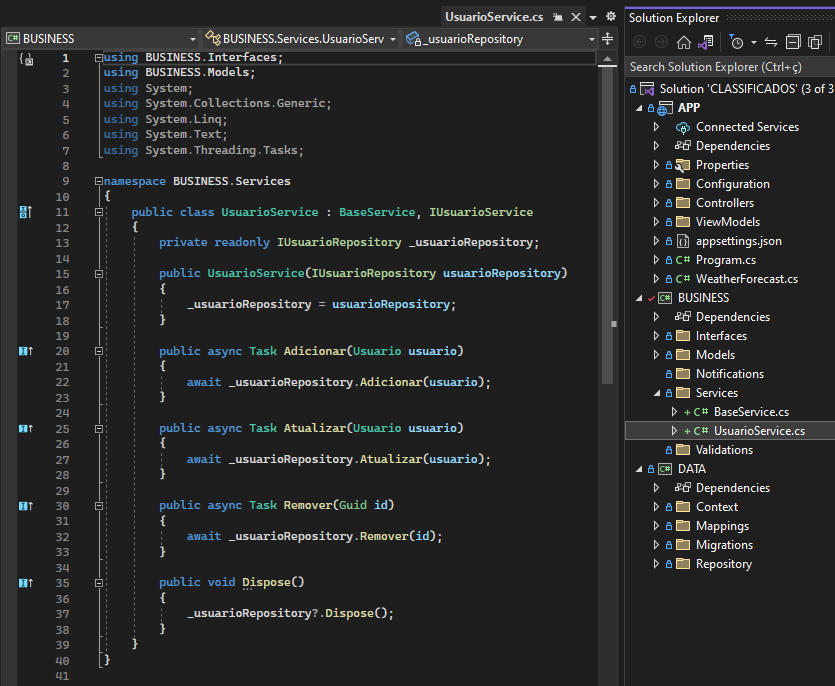 UsuarioService.cs
BUSINESS
BUSINESS.Services.UsuarioServ
_usuarioRepository
1 using BUSINESS.Interfaces;
2 using BUSINESS.Models;
3 using System;
4 using System.Collections.Generic;
5 using System.Linq;
6 using System.Text;
7 using System.Threading.Tasks;
8
9 namespace BUSINESS.Services
10 {
11 public class UsuarioService : BaseService, IUsuarioService
12 {
13 private readonly IUsuarioRepository _usuarioRepository;
14
15 public UsuarioService(IUsuarioRepository usuarioRepository)
16 {
17 _usuarioRepository = usuarioRepository;
18 }
19
20 public async Task Adicionar(Usuario usuario)
21 {
22 await _usuarioRepository.Adicionar(usuario);
23 }
24
25 public async Task Atualizar(Usuario usuario)
26 {
27 await _usuarioRepository.Atualizar(usuario);
28 }
29
30 public async Task Remover(Guid id)
31 {
32 await _usuarioRepository.Remover(id);
33 }
34
35 public void Dispose()
36 {
37 _usuarioRepository?.Dispose();
38 }
39 }
40 }
41
Solution Explorer
Search Solution Explorer (Ctrl+ç)
Solution 'CLASSIFICADOS' (3 of 3
APP
Connected Services
Dependencies
Properties
Configuration
Controllers
ViewModels
appsettings.json
C# Program.cs
C# WeatherForecast.cs
C# BUSINESS
Dependencies
Interfaces
Models
Notifications
Services
+ C# BaseService.cs
+ C# UsuarioService.cs
Validations
C# DATA
Dependencies
Context
Mappings
Migrations
Repository